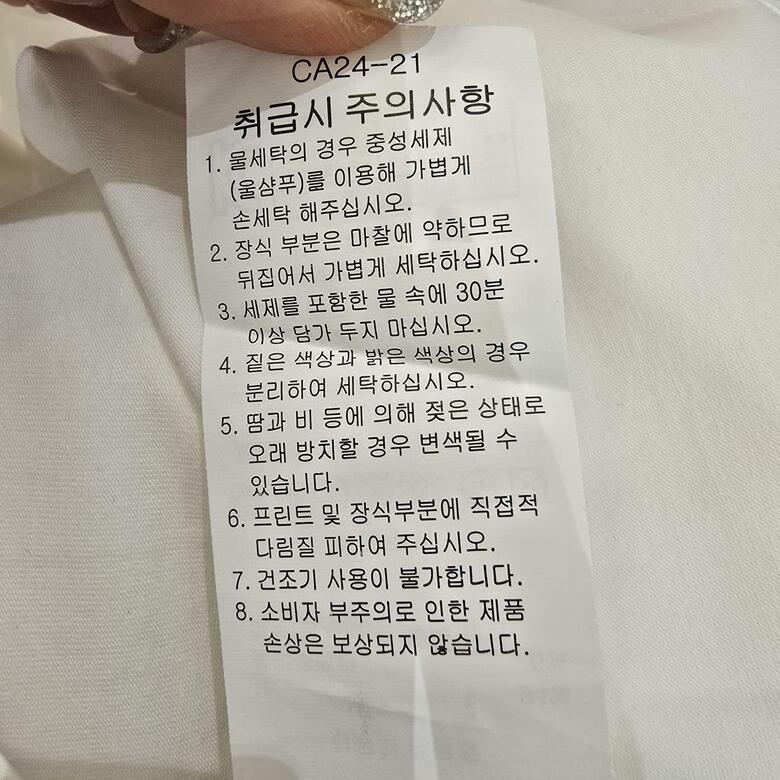 CA24-21
취급시 주의사항
1. 물세탁의 경우 중성세제
(울샴푸)를 이용해 가볍게
손세탁 해주십시오.
2. 장식 부분은 마찰에 약하므로
뒤집어서 가볍게 세탁하십시오.
3. 세제를 포함한 물 속에 30분
이상 담가 두지 마십시오.
4. 짙은 색상과 밝은 색상의 경우
분리하여 세탁하십시오.
5. 땀과 비 등에 의해 젖은 상태로
오래 방치할 경우 변색될 수
있습니다.
6. 프린트 및 장식부분에 직접적
다림질 피하여 주십시오.
7. 건조기 사용이 불가합니다.
8. 소비자 부주의로 인한 제품
손상은 보상되지 않습니다.